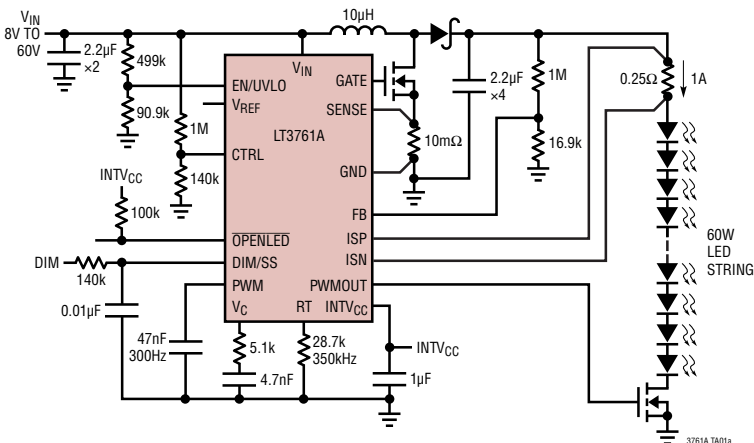 VIN
8V TO
60V
2.2µF
×2
499k
90.9k
1M
140k
10µH
VIN
EN/UVLO
VREF
CTRL
LT3761A
GATE
SENSE
GND
FB
ISP
ISN
PWMOUT
OPENLED
DIM/SS
PWM
VC
RT
INTVCC
10mΩ
2.2µF
×4
1M
16.9k
0.25Ω
1A
60W
LED
STRING
INTVCC
100k
DIM
140k
0.01µF
47nF
300Hz
5.1k
4.7nF
28.7k
350kHz
INTVCC
1µF
3761A TA01a